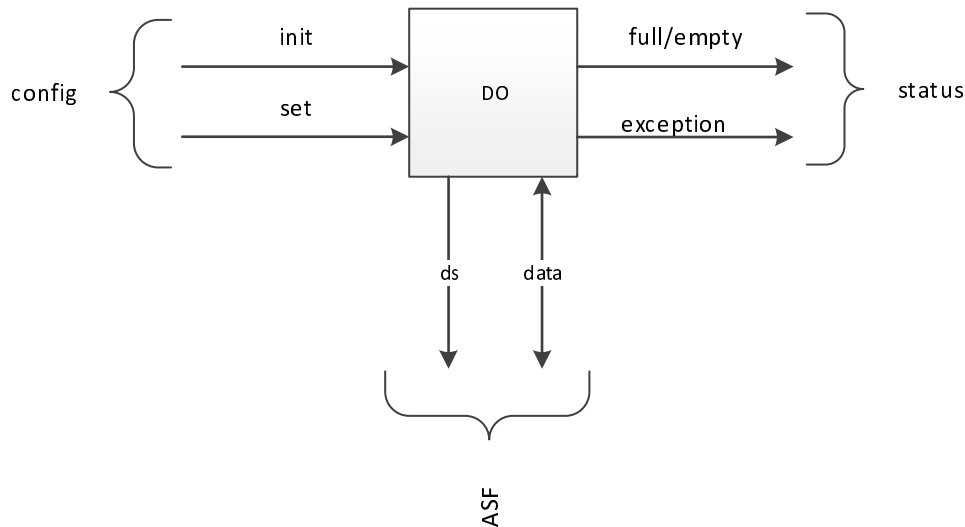 init
full/empty
config
DO
status
set
exception
ds
data
ASF